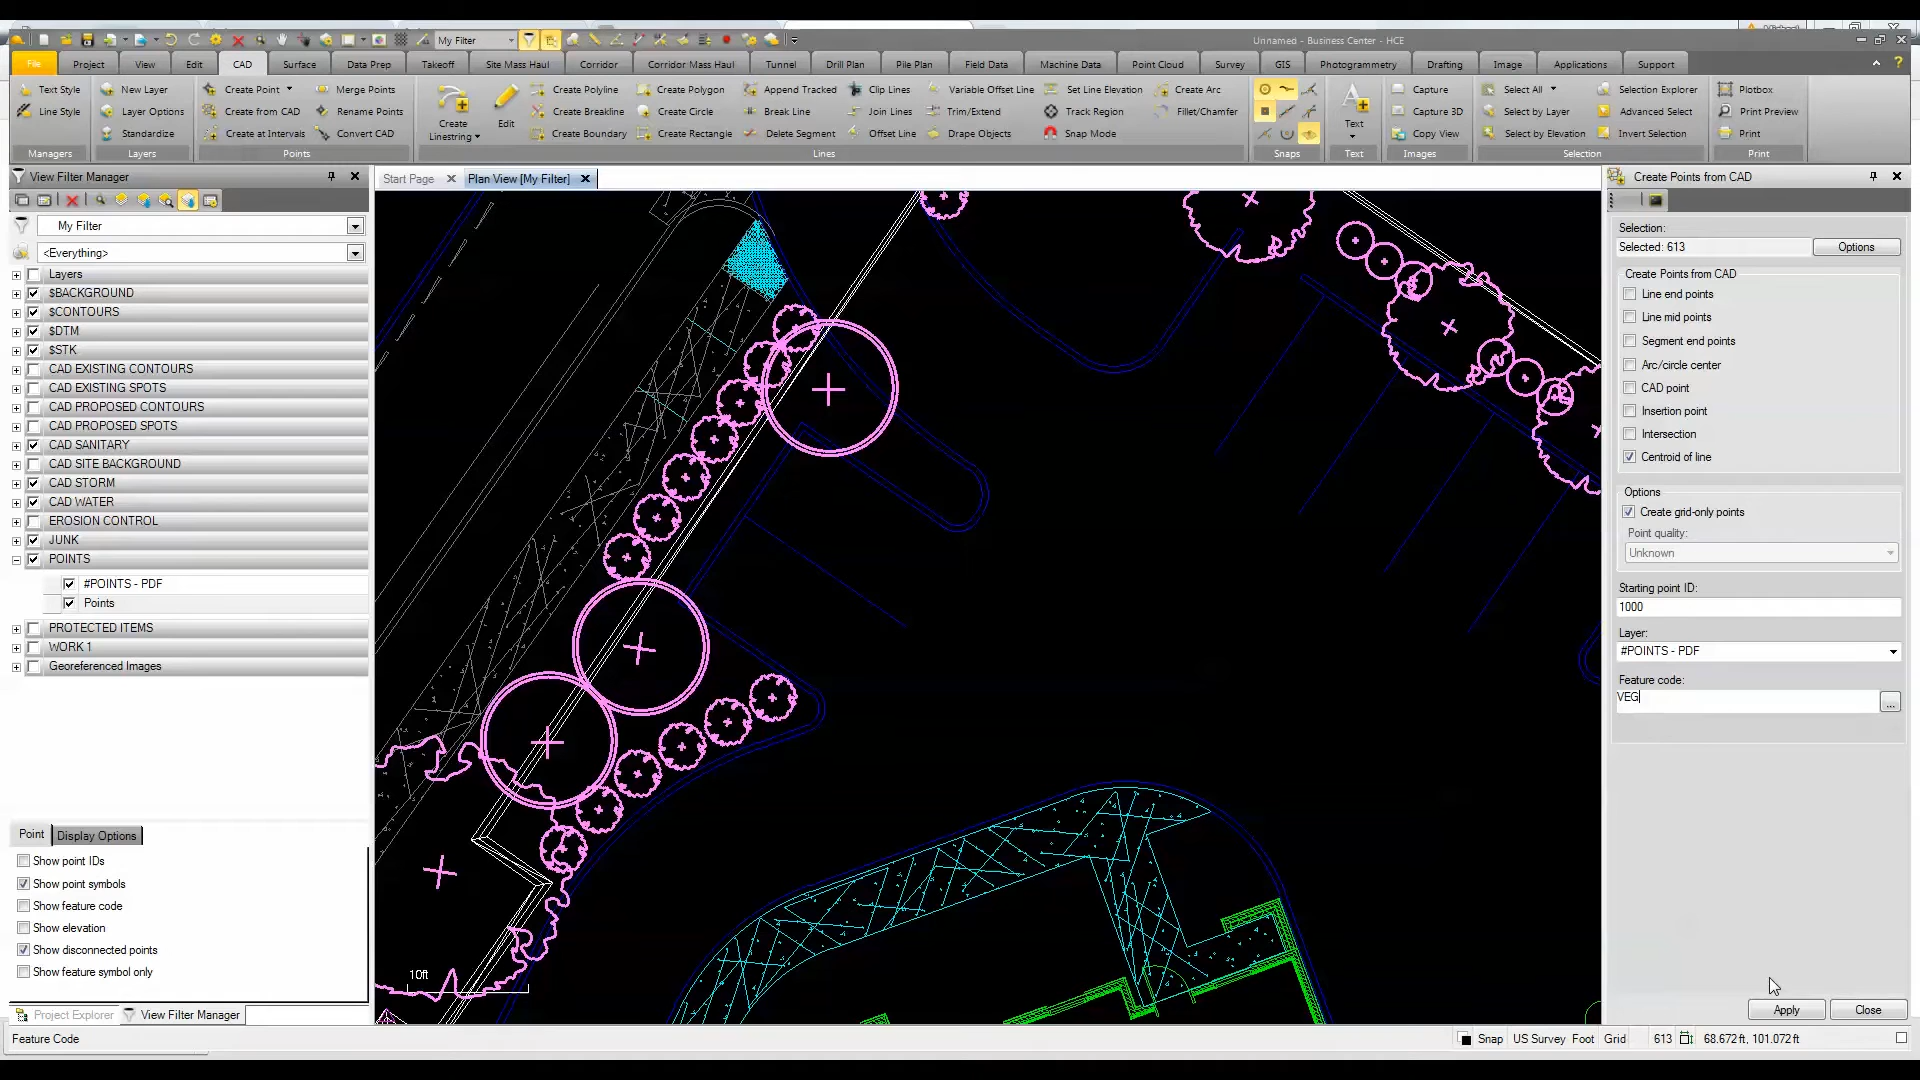 My Filter
Unnamed - Business Center - HCE
File
Project
View
Edit
CAD
Surface
Data Prep
Takeoff
Site Mass Haul
Corridor
Corridor Mass Haul
Tunnel
Drill Plan
Pile Plan
Field Data
Machine Data
Point Cloud
Survey
GIS
Photogrammetry
Drafting
Image
Applications
Support
Text Style
Line Style
Managers
New Layer
Layer Options
Standardize
Layers
Create Point
Create from CAD
Create at Intervals
Merge Points
Rename Points
Convert CAD
Points
Create
Linestring
Edit
Create Polyline
Create Breakline
Create Boundary
Create Polygon
Create Circle
Create Rectangle
Append Tracked
Break Line
Delete Segment
Clip Lines
Join Lines
Offset Line
Variable Offset Line
Trim/Extend
Drape Objects
Set Line Elevation
Track Region
Snap Mode
Create Arc
Fillet/Chamfer
Lines
Snaps
Text
Text
Capture
Capture 3D
Copy View
Images
Select All
Select by Layer
Select by Elevation
Selection Explorer
Advanced Select
Invert Selection
Selection
Plotbox
Print Preview
Print
Print
View Filter Manager
My Filter
<Everything>
Layers
$BACKGROUND
$CONTOURS
$DTM
$STK
CAD EXISTING CONTOURS
CAD EXISTING SPOTS
CAD PROPOSED CONTOURS
CAD PROPOSED SPOTS
CAD SANITARY
CAD SITE BACKGROUND
CAD STORM
CAD WATER
EROSION CONTROL
JUNK
POINTS
#POINTS - PDF
Points
PROTECTED ITEMS
WORK 1
Georeferenced Images
Point
Display Options
Show point IDs
Show point symbols
Show feature code
Show elevation
Show disconnected points
Show feature symbol only
Project Explorer
View Filter Manager
Feature Code
Start Page
Plan View [My Filter]
10ft
Create Points from CAD
Selection:
Selected: 613
Options
Create Points from CAD
Line end points
Line mid points
Segment end points
Arc/circle center
CAD point
Insertion point
Intersection
Centroid of line
Options
Create grid-only points
Point quality:
Unknown
Starting point ID:
1000
Layer:
#POINTS - PDF
Feature code:
VEG
...
Apply
Close
Snap
US Survey Foot
Grid
613
68.672 ft, 101.072 ft